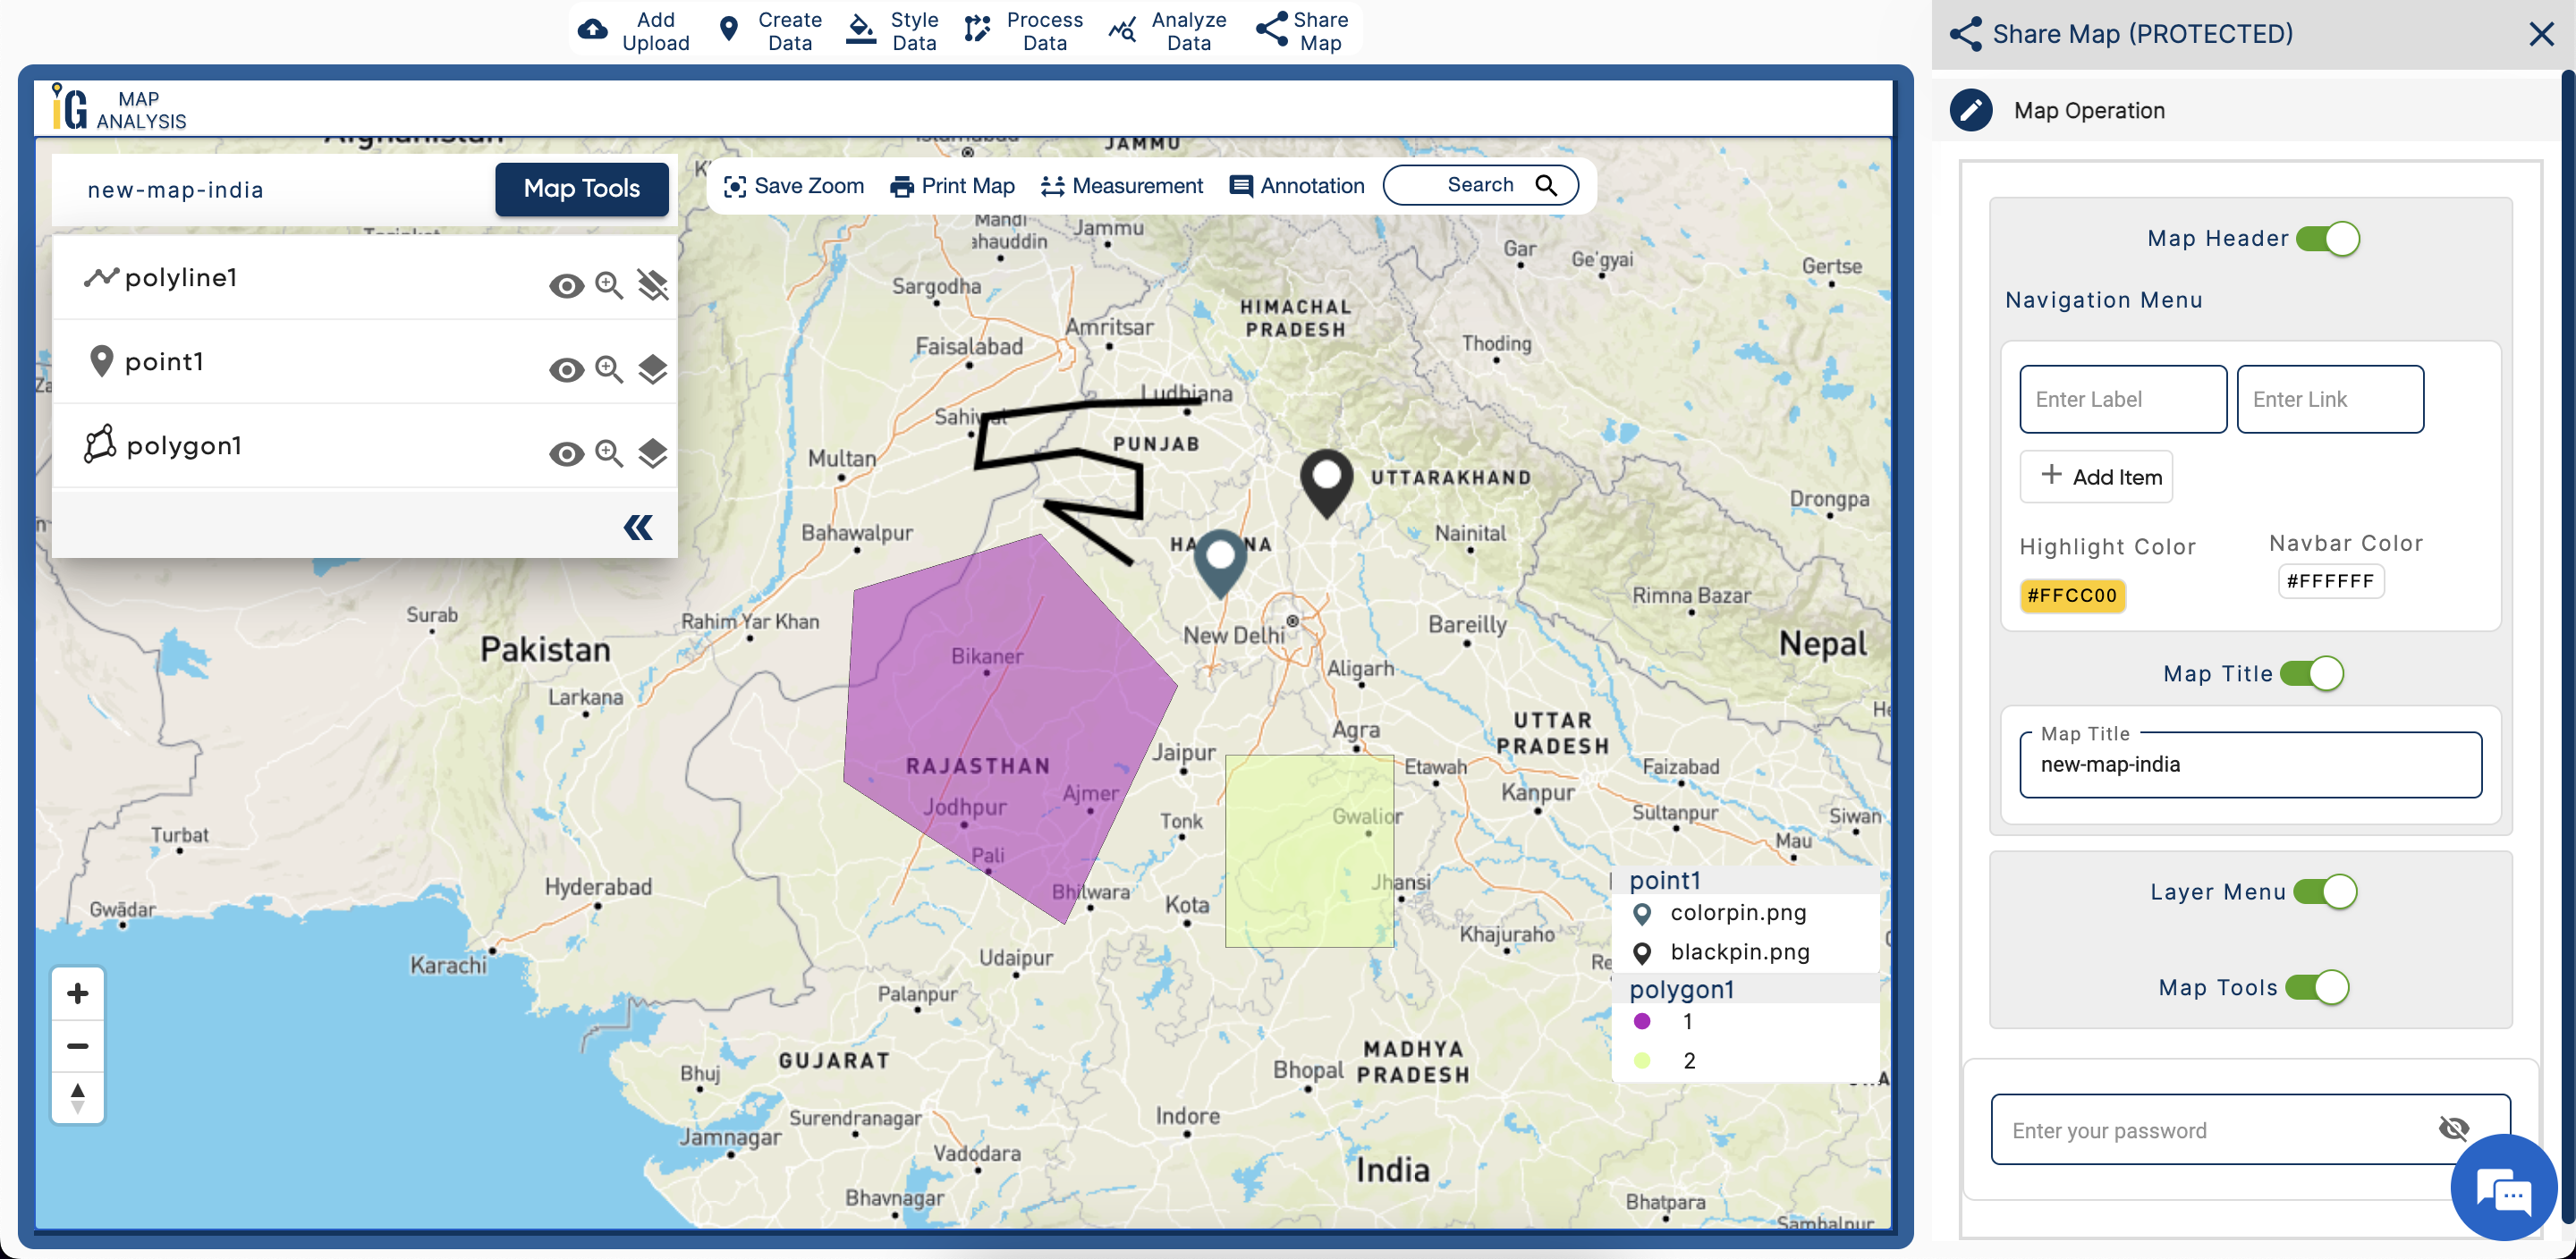 Add Upload
Create Data
Style Data
Process Data
Analyze Data
Share Map
iG MAP ANALYSIS
new-map-india
Map Tools
polyline1
point1
polygon1
Save Zoom
Print Map
Measurement
Annotation
Search
JAMMU
Mandi
Jammu
Sargodha
Gar
Ge'gyai
Gertse
HIMACHAL
PRADESH
Amritsar
Faisalabad
Thoding
Ludhiana
PUNJAB
Multan
UTTARAKHAND
Drongpa
Bahawalpur
Nainital
Rimna Bazar
Surab
Rahim Yar Khan
New Delhi
Bareilly
Pakistan
Nepal
Bikaner
Aligarh
Larkana
UTTAR
PRADESH
Agra
Jaipur
RAJASTHAN
Etawah
Faizabad
Ajmer
Kanpur
Jodhpur
Gwalior
Sultanpur
Siwan
Tonk
Turbat
Mau
Pali
Hyderabad
Bhilwara
Jhansi
Kota
Gwādar
Khajuraho
Karachi
Udaipur
Palanpur
GUJARAT
MADHYA
PRADESH
Bhuj
Bhopal
Surendranagar
Indore
Jamnagar
Vadodara
India
Bhavnagar
Bhatpara
Sambalpur
point1
colorpin.png
blackpin.png
polygon1
1
2
Share Map (PROTECTED)
Map Operation
Map Header
Navigation Menu
Enter Label
Enter Link
+ Add Item
Highlight Color
Navbar Color
#FFCC00
#FFFFFF
Map Title
Map Title
new-map-india
Layer Menu
Map Tools
Enter your password